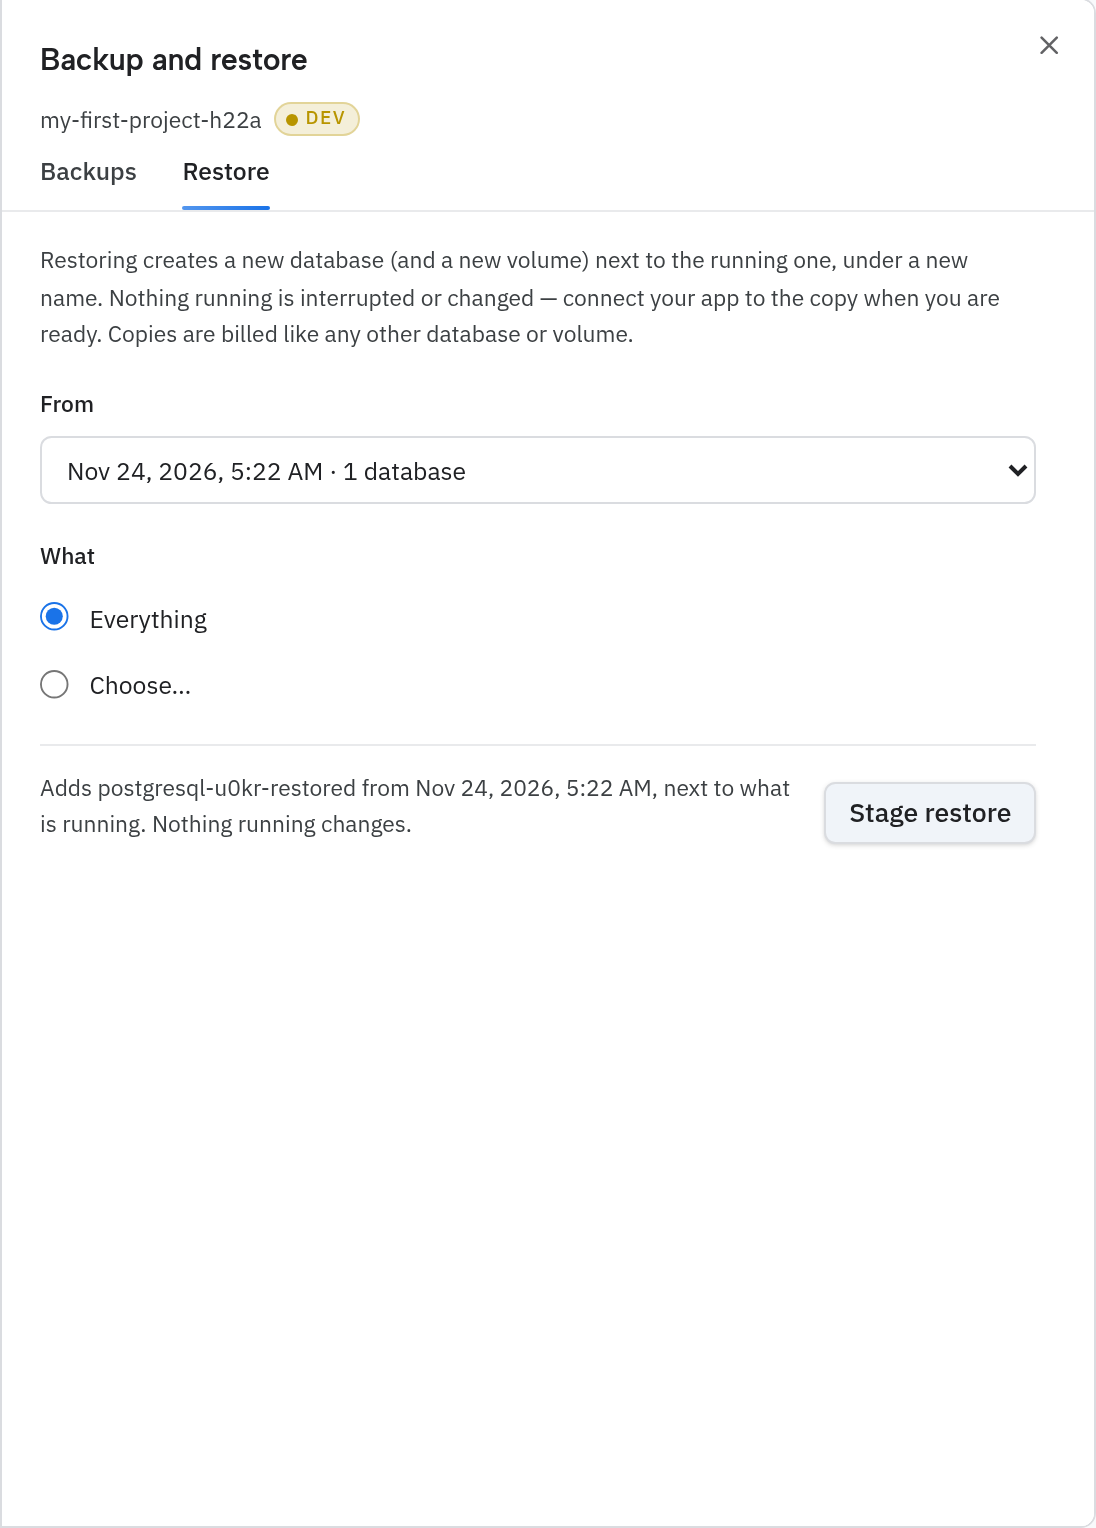 Backup and restore
my-first-project-h22a DEV
Backups Restore
Restoring creates a new database (and a new volume) next to the running one, under a new
name. Nothing running is interrupted or changed — connect your app to the copy when you are
ready. Copies are billed like any other database or volume.
From
Nov 24, 2026, 5:22 AM · 1 database
What
Everything
Choose...
Adds postgresql-u0kr-restored from Nov 24, 2026, 5:22 AM, next to what
is running. Nothing running changes.
Stage restore